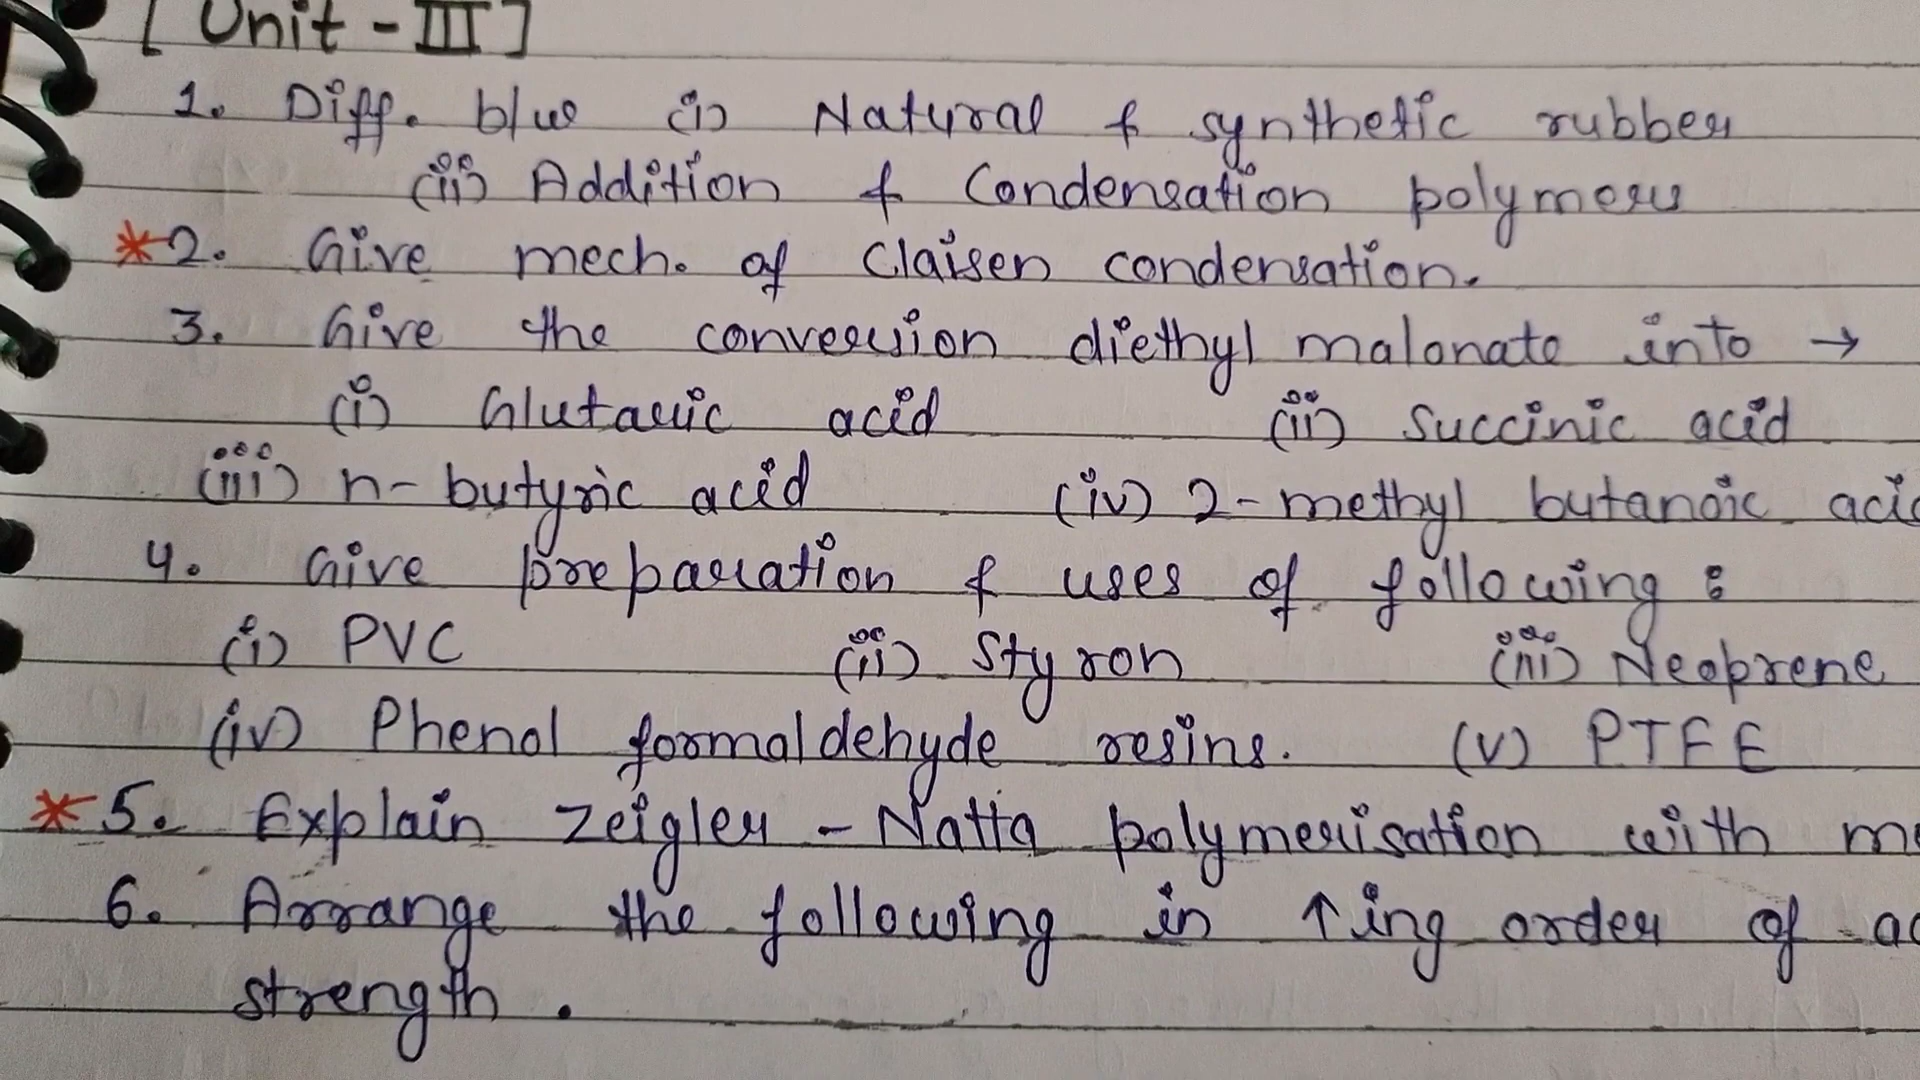 [ Unit - III ]
1. Diff. b/w (i) Natural & synthetic rubber
(ii) Addition & Condensation polymers
*2. Give mech. of Claisen condensation.
3. Give the conversion diethyl malonate into →
(i) Glutaric acid (ii) Succinic acid
(iii) n-butyric acid (iv) 2-methyl butanoic
4. Give preparation & uses of following :
(i) PVC (ii) Styron (iii) Neoprene
(iv) Phenol formaldehyde resins. (v) PTFE
*5. Explain Zeigler - Natta polymerisation with
6. Arrange the following in ↑ing order of
strength.